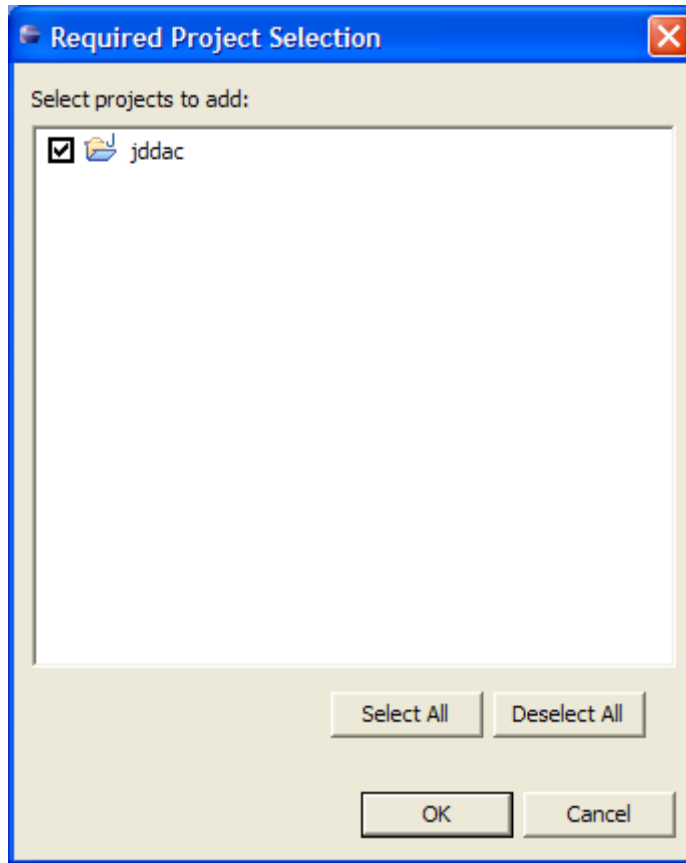 Required Project Selection
Select projects to add:
jddac
Select All Deselect All
OK Cancel